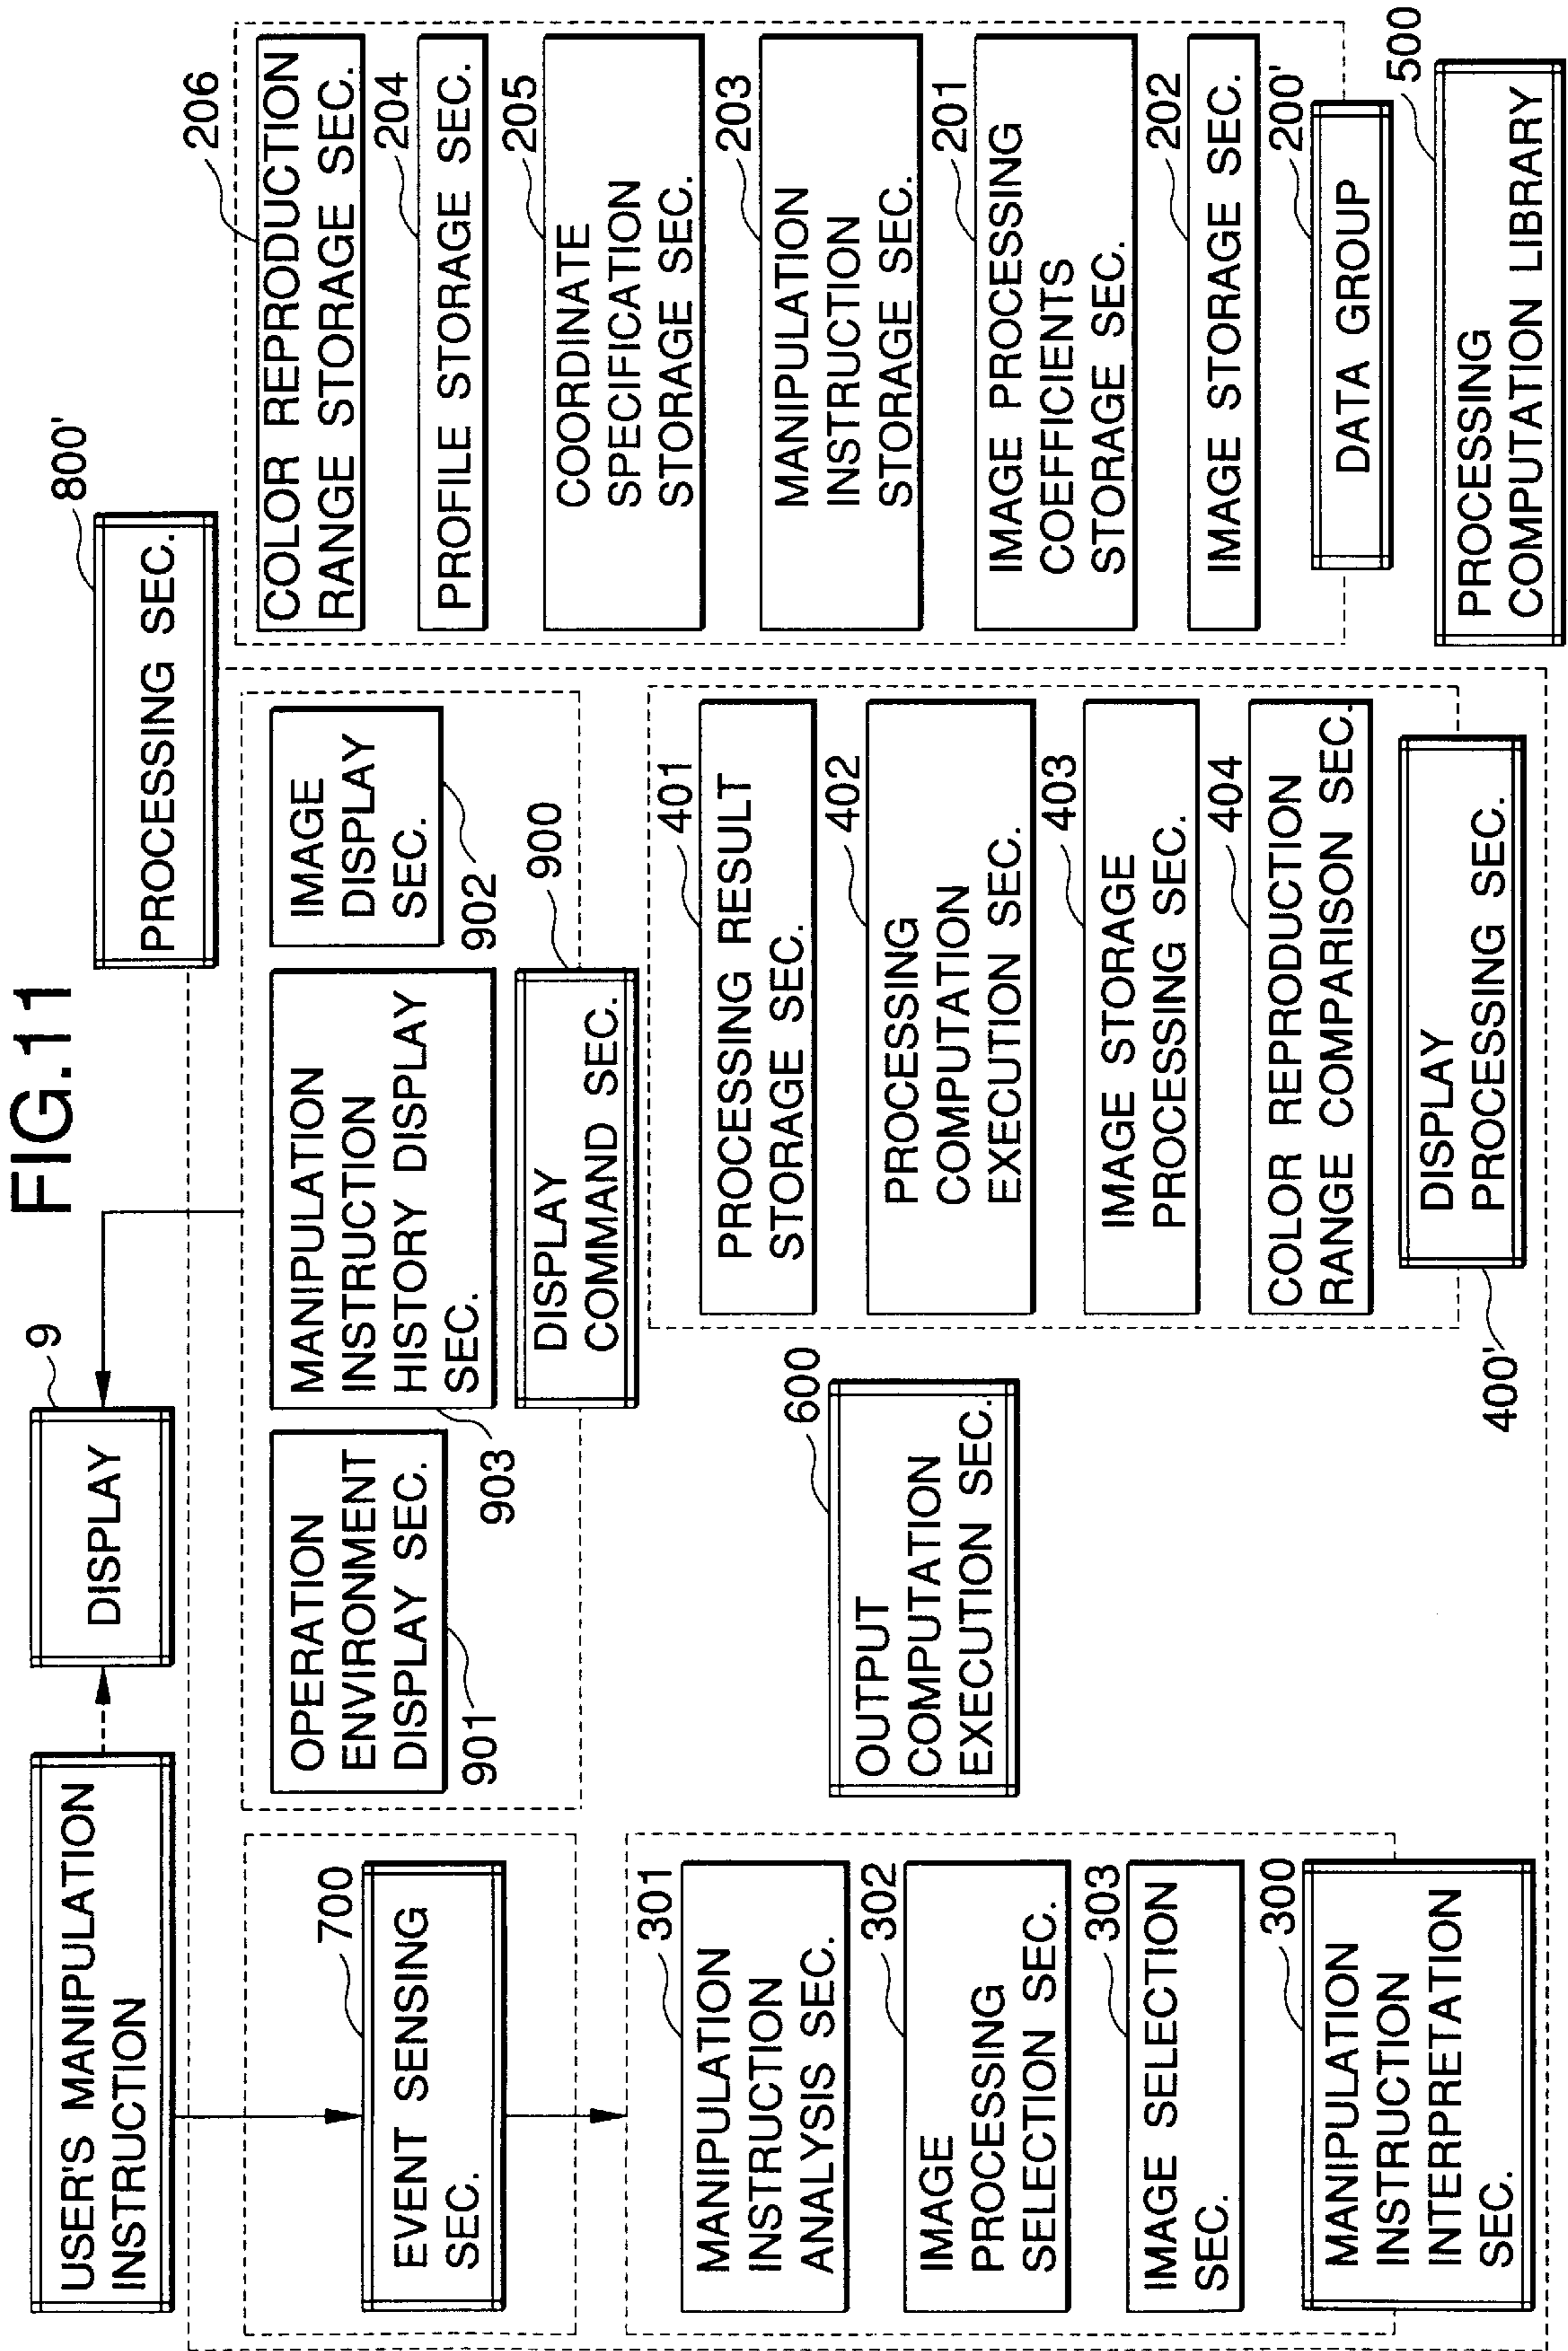 FIG.11
USER'S MANIPULATION
INSTRUCTION
DISPLAY
9
PROCESSING SEC.
800'
700
EVENT SENSING
SEC.
OPERATION
ENVIRONMENT
DISPLAY SEC.
901
MANIPULATION
INSTRUCTION
HISTORY DISPLAY
SEC.
903
IMAGE
DISPLAY
SEC.
902
DISPLAY
COMMAND SEC.
900
301
MANIPULATION
INSTRUCTION
ANALYSIS SEC.
302
IMAGE
PROCESSING
SELECTION SEC.
303
IMAGE SELECTION
SEC.
300
MANIPULATION
INSTRUCTION
INTERPRETATION
SEC.
600
OUTPUT
COMPUTATION
EXECUTION SEC.
401
PROCESSING RESULT
STORAGE SEC.
402
PROCESSING
COMPUTATION
EXECUTION SEC.
403
IMAGE STORAGE
PROCESSING SEC.
404
COLOR REPRODUCTION
RANGE COMPARISON SEC.
DISPLAY
PROCESSING SEC.
400'
206
COLOR REPRODUCTION
RANGE STORAGE SEC.
204
PROFILE STORAGE SEC.
205
COORDINATE
SPECIFICATION
STORAGE SEC.
203
MANIPULATION
INSTRUCTION
STORAGE SEC.
201
IMAGE PROCESSING
COEFFICIENTS
STORAGE SEC.
202
IMAGE STORAGE SEC.
200'
DATA GROUP
500
PROCESSING
COMPUTATION LIBRARY